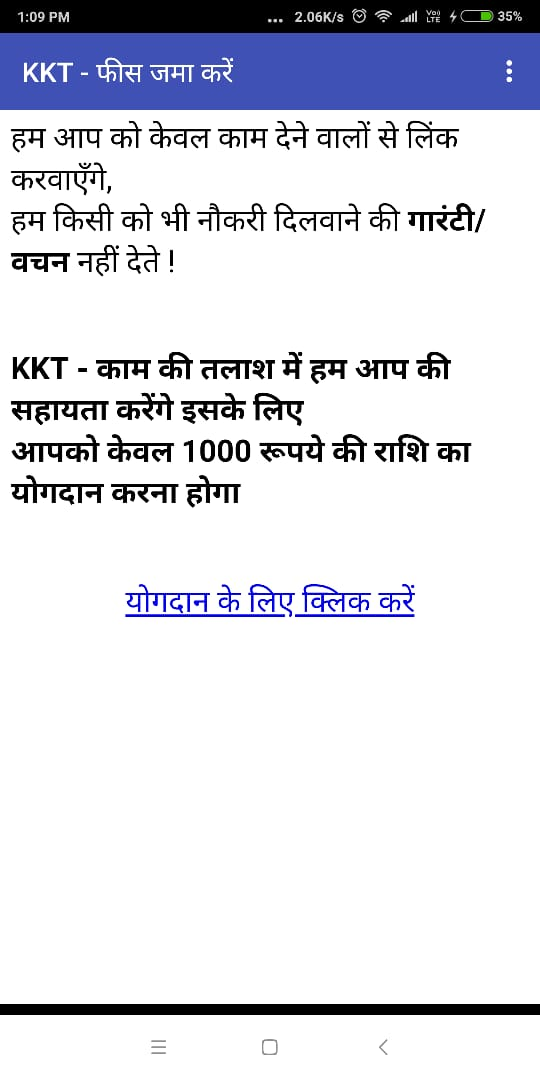 1:09 PM ... 2.06K/s VoD LTE 35%
KKT - फीस जमा करें
हम आप को केवल काम देने वालों से लिंक
करवाएँगे,
हम किसी को भी नौकरी दिलवाने की गारंटी/
वचन नहीं देते !
KKT - काम की तलाश में हम आप की
सहायता करेंगे इसके लिए
आपको केवल 1000 रूपये की राशि का
योगदान करना होगा
योगदान के लिए क्लिक करें